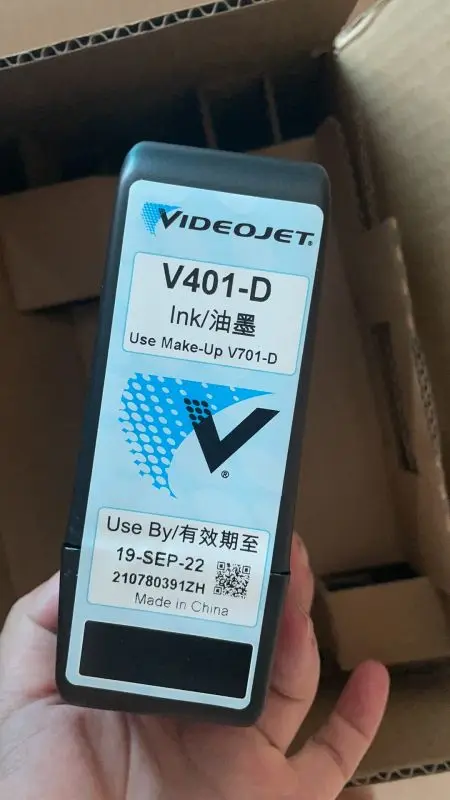 VIDEOJET®
V401-D
Ink/油墨
Use Make-Up V701-D
V®
Use By/有效期至
19-SEP-22
210780391ZH
Made in China